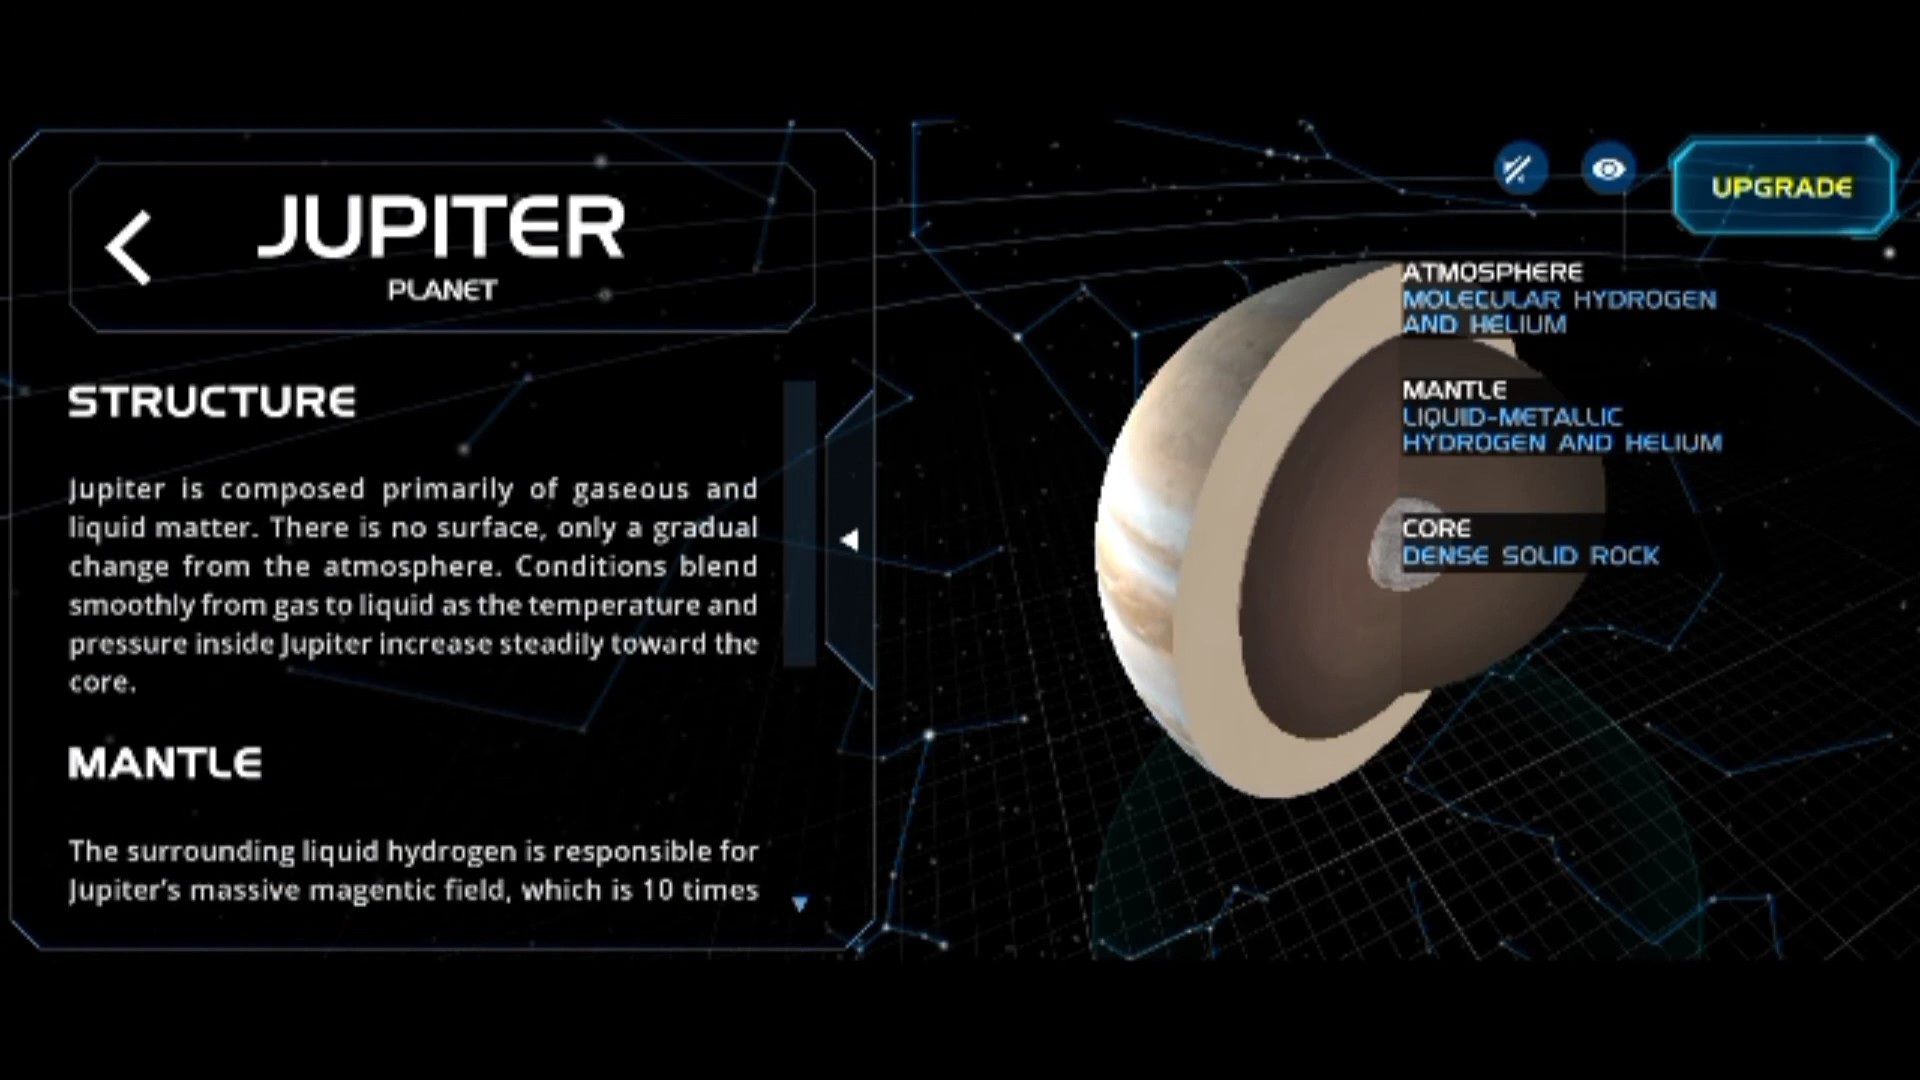 JUPITER
PLANET
STRUCTURE
Jupiter is composed primarily of gaseous and
liquid matter. There is no surface, only a gradual
change from the atmosphere. Conditions blend
smoothly from gas to liquid as the temperature and
pressure inside Jupiter increase steadily toward the
core.
MANTLE
The surrounding liquid hydrogen is responsible for
Jupiter's massive magentic field, which is 10 times
UPGRADE
ATMOSPHERE
MOLECULAR HYDROGEN
AND HELIUM
MANTLE
LIQUID-METALLIC
HYDROGEN AND HELIUM
CORE
DENSE SOLID ROCK